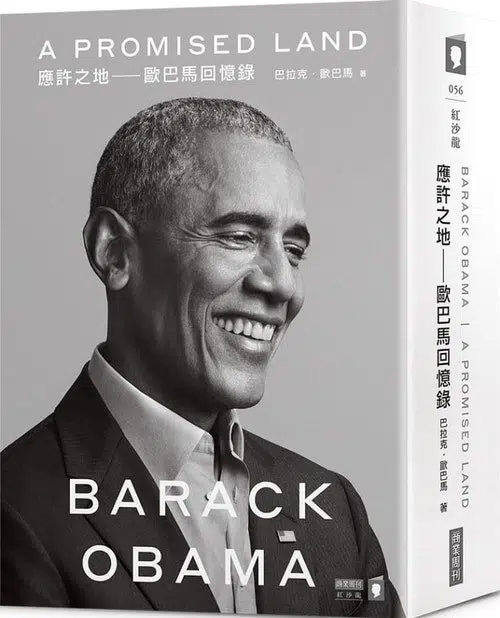 A PROMISED LAND
應許之地——歐巴馬回憶錄 巴拉克・歐巴馬 著
BARACK
OBAMA
商業周刊
紅沙龍
056
紅沙龍
BARACK OBAMA | A PROMISED LAND
應許之地——歐巴馬回憶錄 巴拉克・歐巴馬 著
商業周刊